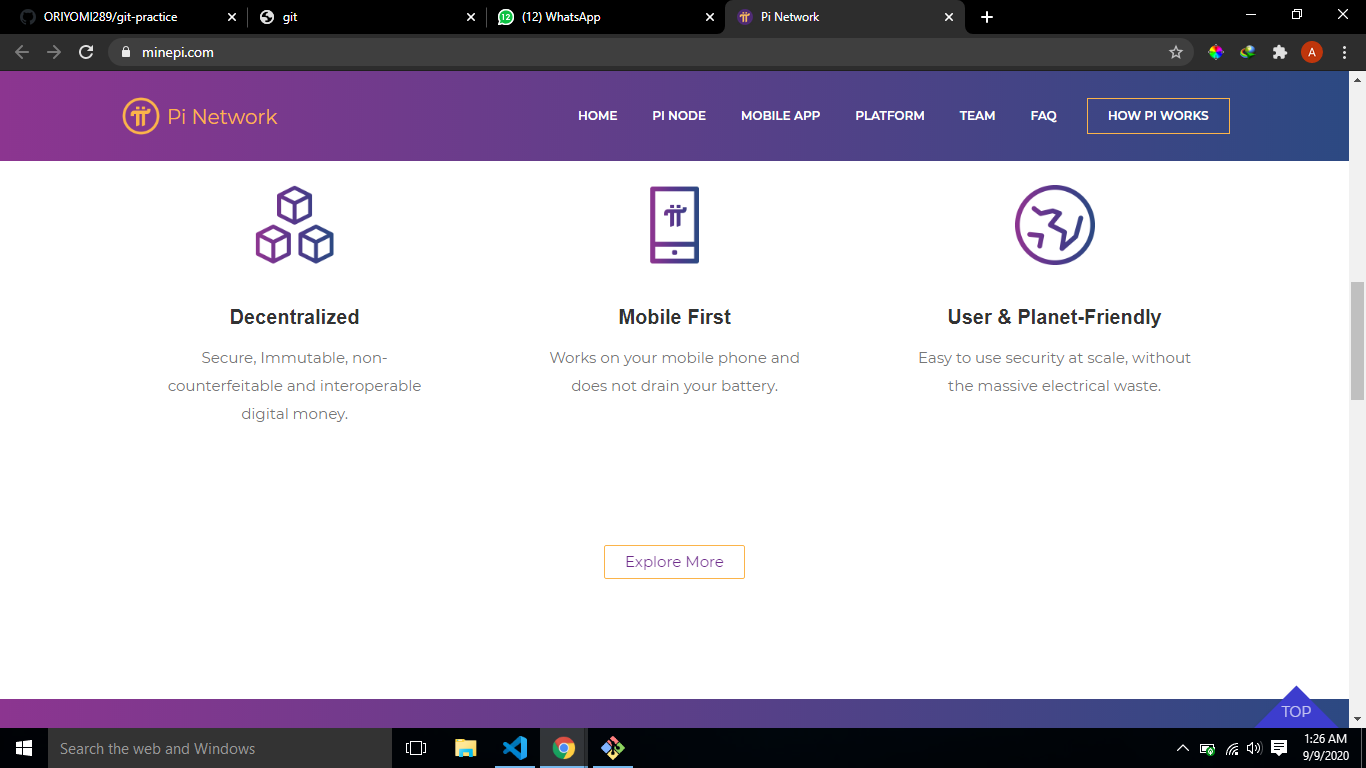 ORIYOMI289/git-practice
git
(12) WhatsApp
Pi Network
minepi.com
A
Pi Network
HOME
PI NODE
MOBILE APP
PLATFORM
TEAM
FAQ
HOW PI WORKS
Decentralized
Secure, Immutable, non-
counterfeitable and interoperable
digital money.
Mobile First
Works on your mobile phone and
does not drain your battery.
User & Planet-Friendly
Easy to use security at scale, without
the massive electrical waste.
Explore More
TOP
Search the web and Windows
1:26 AM
9/9/2020